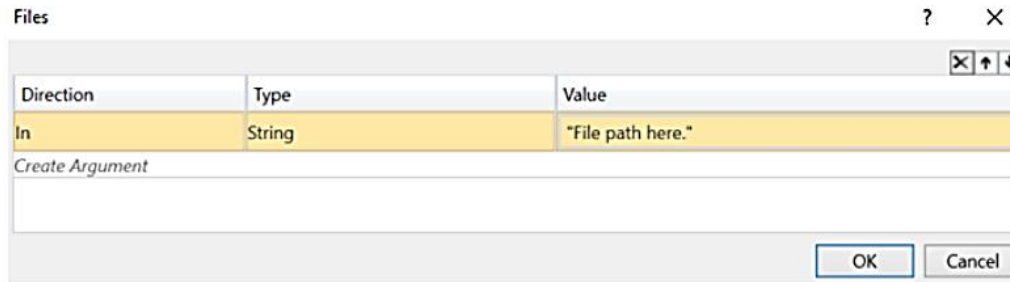 Files ?
Direction Type Value
In String "File path here."
Create Argument
OK Cancel